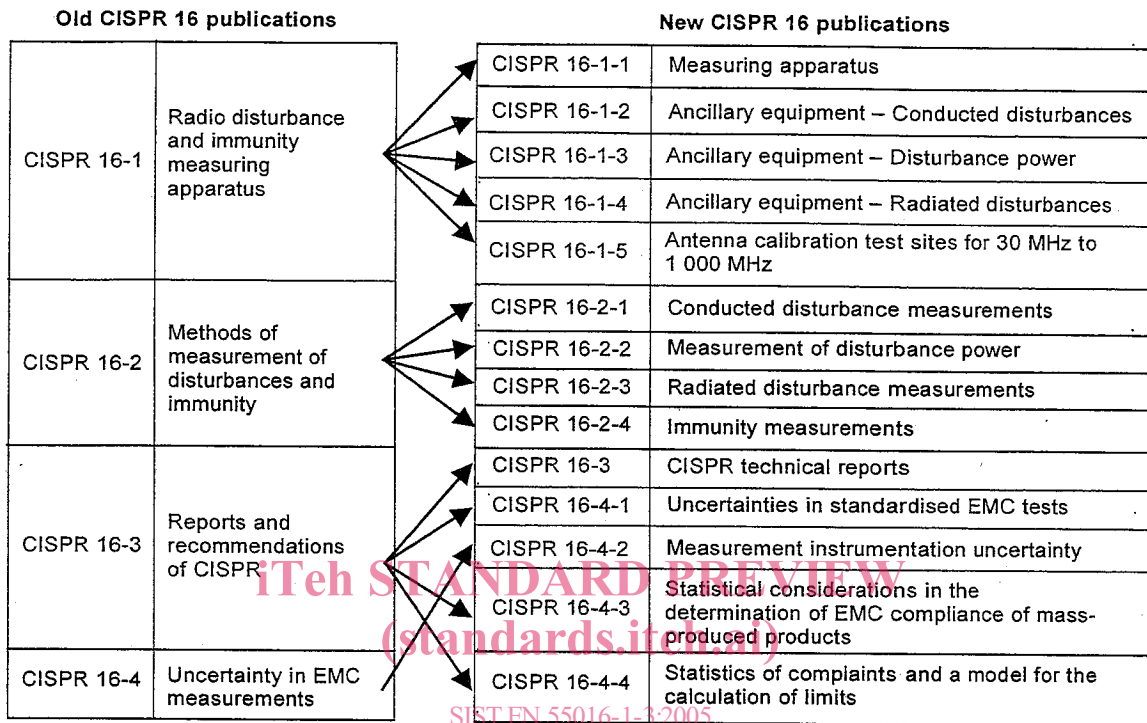 Old CISPR 16 publications
New CISPR 16 publications
CISPR 16-1
Radio disturbance
and immunity
measuring
apparatus
CISPR 16-2
Methods of
measurement of
disturbances and
immunity
CISPR 16-3
Reports and
recommendations
of CISPR
CISPR 16-4
Uncertainty in EMC
measurements
CISPR 16-1-1 Measuring apparatus
CISPR 16-1-2 Ancillary equipment – Conducted disturbances
CISPR 16-1-3 Ancillary equipment – Disturbance power
CISPR 16-1-4 Ancillary equipment – Radiated disturbances
CISPR 16-1-5 Antenna calibration test sites for 30 MHz to
1 000 MHz
CISPR 16-2-1 Conducted disturbance measurements
CISPR 16-2-2 Measurement of disturbance power
CISPR 16-2-3 Radiated disturbance measurements
CISPR 16-2-4 Immunity measurements
CISPR 16-3 CISPR technical reports
CISPR 16-4-1 Uncertainties in standardised EMC tests
CISPR 16-4-2 Measurement instrumentation uncertainty
CISPR 16-4-3 Statistical considerations in the
determination of EMC compliance of mass-
produced products
CISPR 16-4-4 Statistics of complaints and a model for the
calculation of limits
iTeh STANDARD PREVIEW
(standards.iteh.ai)
SIST EN 55016-1-3:2005